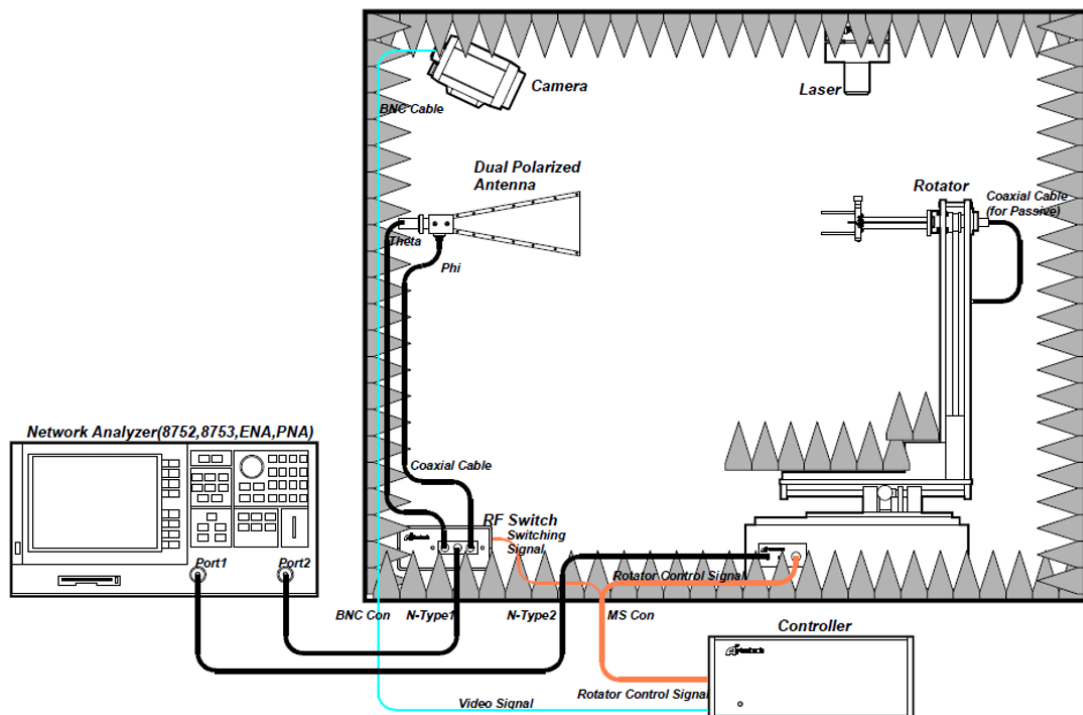 Camera
BNC Cable
Laser
Dual Polarized
Antenna
Rotator
Coaxial Cable
(for Passive)
Theta
Phi
Network Analyzer(8752,8753,ENA,PNA)
Coaxial Cable
RF Switch
Switching
Signal
Port1
Port2
Rotator Control Signal
BNC Con
N-Type1
N-Type2
MS Con
Controller
Rotator Control Signal
Video Signal